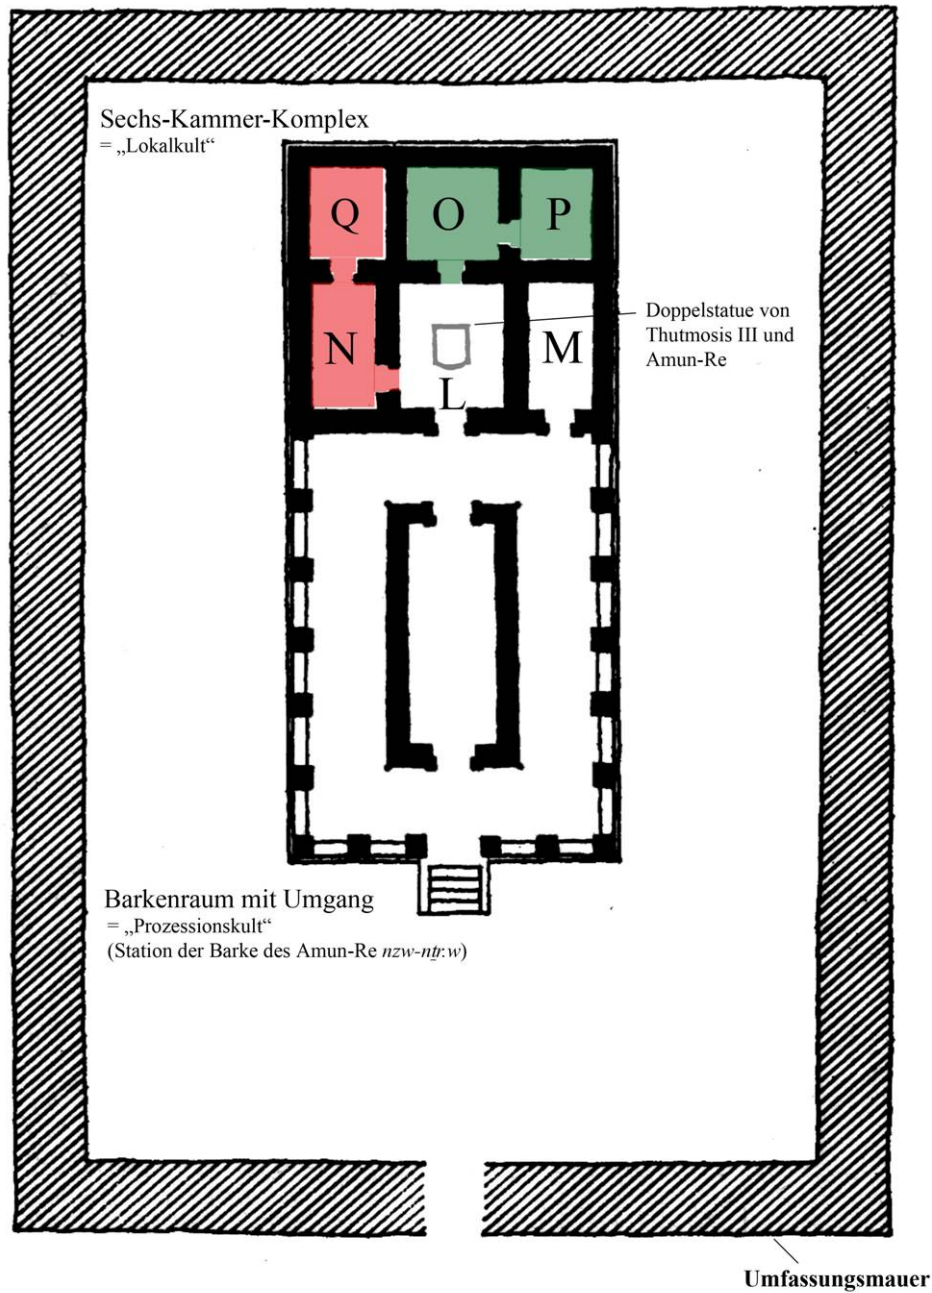 Sechs-Kammer-Komplex
= „Lokalkult“
Q
O
P
Doppelstatue von
Thutmosis III und
Amun-Re
N
L
M
Barkenraum mit Umgang
= „Prozessionskult“
(Station der Barke des Amun-Re nzw-nṯr.w)
Umfassungsmauer